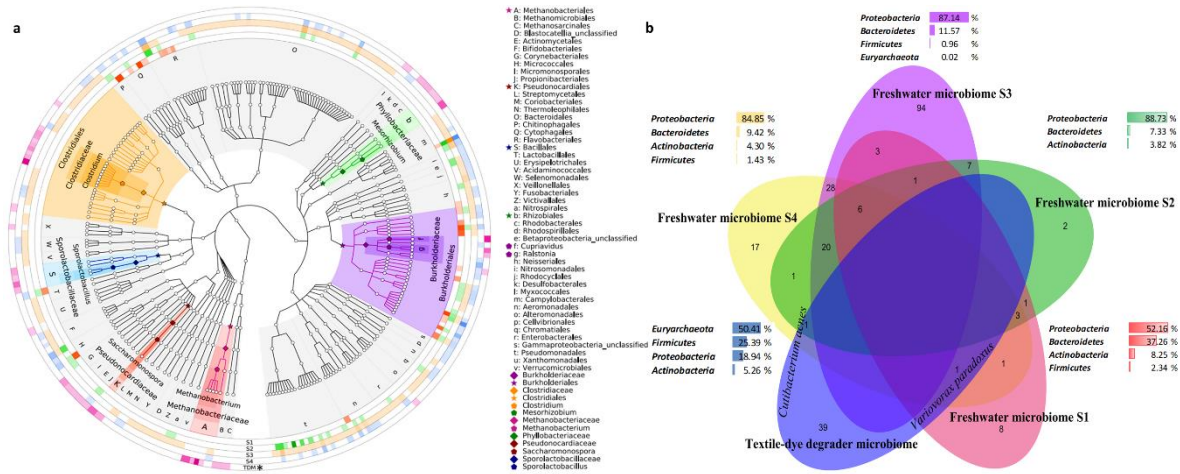 a
O
P
Q
R
l
k
d
c
b
m
i
e
j
h
Phyllobacteriaceae
Mesorhizobium
Clostridiales
Clostridiaceae
Clostridium
f
g
Burkholderiaceae
Burkholderiales
X
W
V
S
T
U
F
H
G
I
E
J
K
L
M
N
Y
D
Z
a
v
A
B
C
Sporolactobacillus
Sporolactobacillaceae
Saccharomonospora
Pseudonocardiaceae
Methanobacterium
Methanobacteriaceae
t
n
r
o
q
u
p
s
S1
S2
S3
S4
TDM
A: Methanobacteriales
B: Methanomicrobiales
C: Methanosarcinales
D: Blastocatellia_unclassified
E: Actinomycetales
F: Bifidobacteriales
G: Corynebacteriales
H: Micrococcales
I: Micromonosporales
J: Propionibacteriales
K: Pseudonocardiales
L: Streptomycetales
M: Coriobacteriales
N: Thermoleophilales
O: Bacteroidales
P: Chitinophagales
Q: Cytophagales
R: Flavobacteriales
S: Bacillales
T: Lactobacillales
U: Erysipelotrichales
V: Acidaminococcales
W: Selenomonadales
X: Veillonellales
Y: Fusobacteriales
Z: Victivallales
a: Nitrospirales
b: Rhizobiales
c: Rhodobacterales
d: Rhodospirillales
e: Betaproteobacteria_unclassified
f: Cupriavidus
g: Ralstonia
h: Neisseriales
i: Nitrosomonadales
j: Rhodocyclales
k: Desulfobacterales
l: Myxococcales
m: Campylobacterales
n: Aeromonadales
o: Alteromonadales
p: Cellvibrionales
q: Chromatiales
r: Enterobacterales
s: Gammaproteobacteria_unclassified
t: Pseudomonadales
u: Xanthomonadales
v: Verrucomicrobiales
Burkholderiaceae
Burkholderiales
Clostridiaceae
Clostridiales
Clostridium
Mesorhizobium
Methanobacteriaceae
Methanobacterium
Phyllobacteriaceae
Pseudonocardiaceae
Saccharomonospora
Sporolactobacillaceae
Sporolactobacillus
b
Proteobacteria 87.14 %
Bacteroidetes 11.57 %
Firmicutes 0.96 %
Euryarchaeota 0.02 %
Freshwater microbiome S3
94
Proteobacteria 84.85 %
Bacteroidetes 9.42 %
Actinobacteria 4.30 %
Firmicutes 1.43 %
Proteobacteria 88.73 %
Bacteroidetes 7.33 %
Actinobacteria 3.82 %
3
7
1
28
6
Freshwater microbiome S4
Freshwater microbiome S2
17
20
2
1
1
3
1
Euryarchaeota 50.41 %
Firmicutes 25.39 %
Proteobacteria 18.94 %
Actinobacteria 5.26 %
Proteobacteria 52.16 %
Bacteroidetes 37.26 %
Actinobacteria 8.25 %
Firmicutes 2.34 %
Cutibacterium acnes
Variovorax paradoxus
1
Freshwater microbiome S1
8
39
Textile-dye degrader microbiome